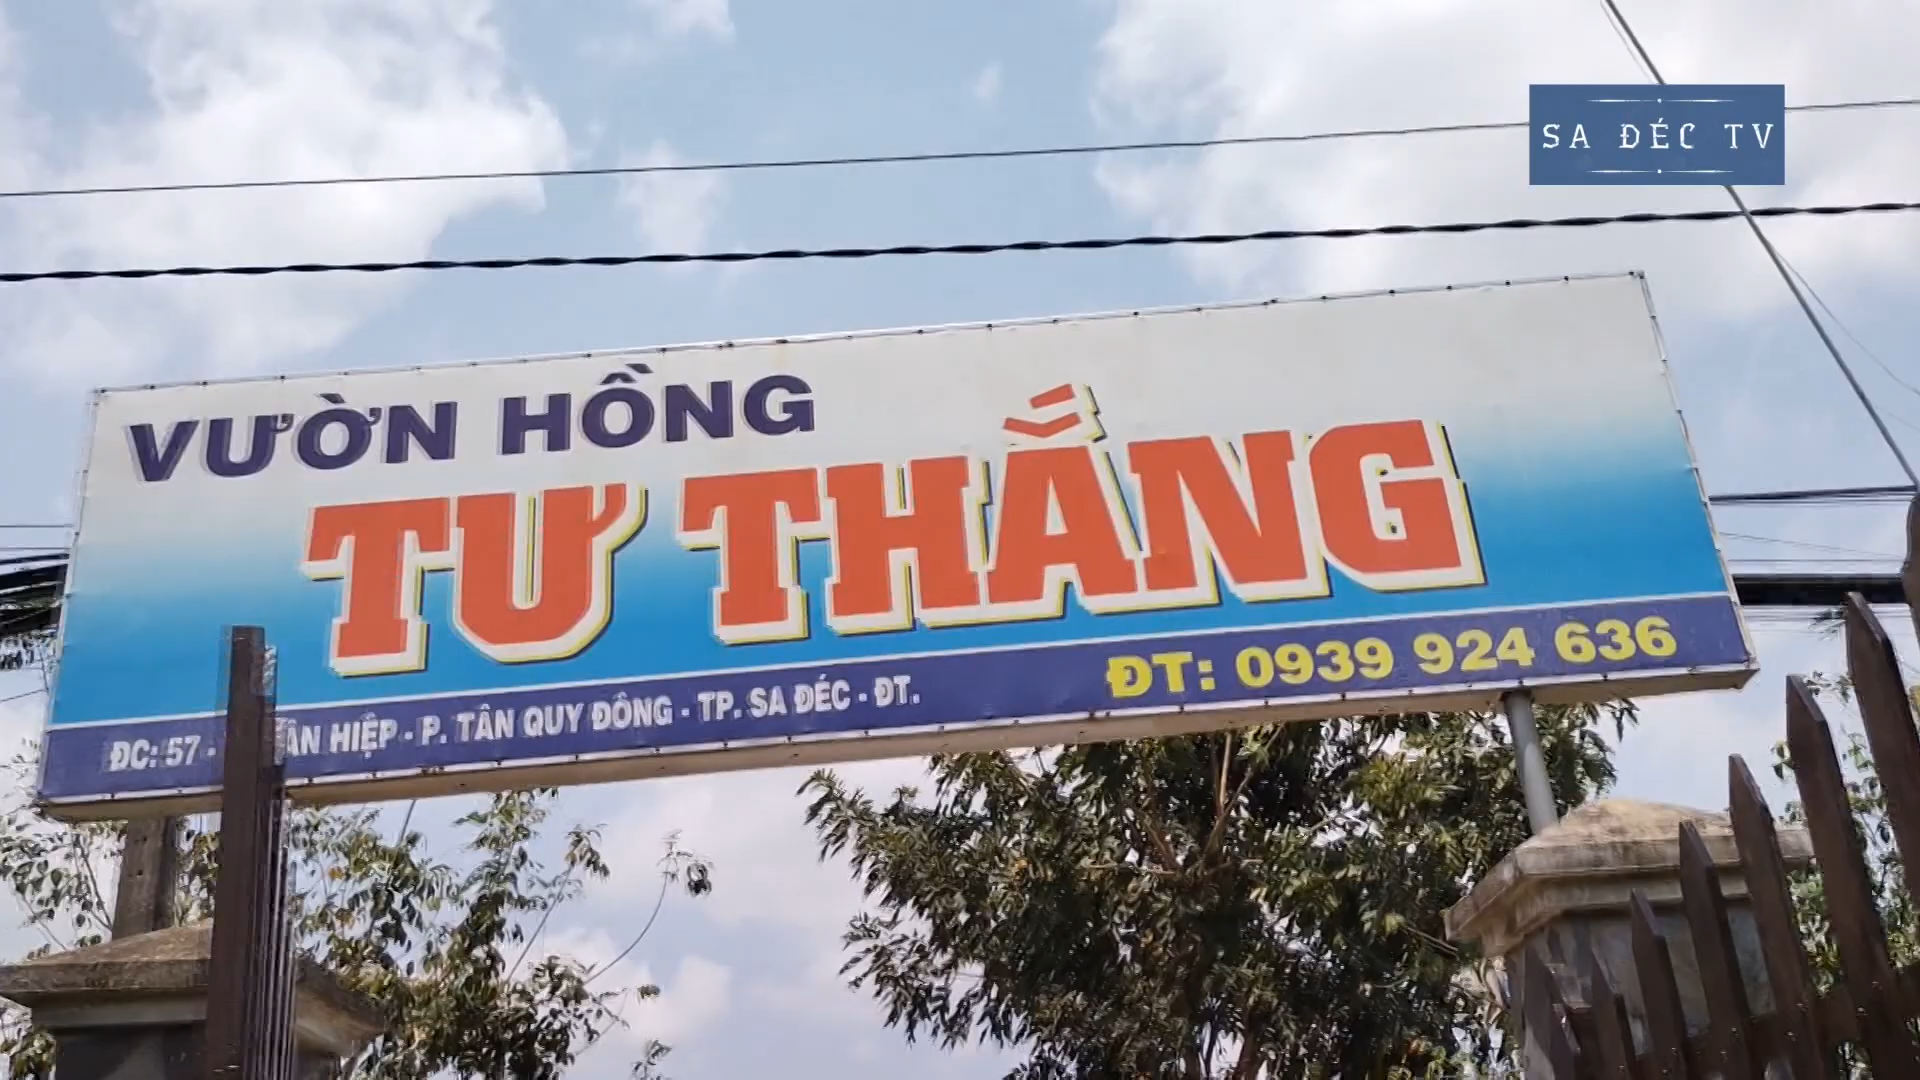 SA ĐÉC TV
VƯỜN HỒNG
TƯ THẮNG
ĐC: 57 - HIỆP - P. TÂN QUY ĐÔNG - TP. SA ĐÉC - ĐT.
ĐT: 0939 924 636